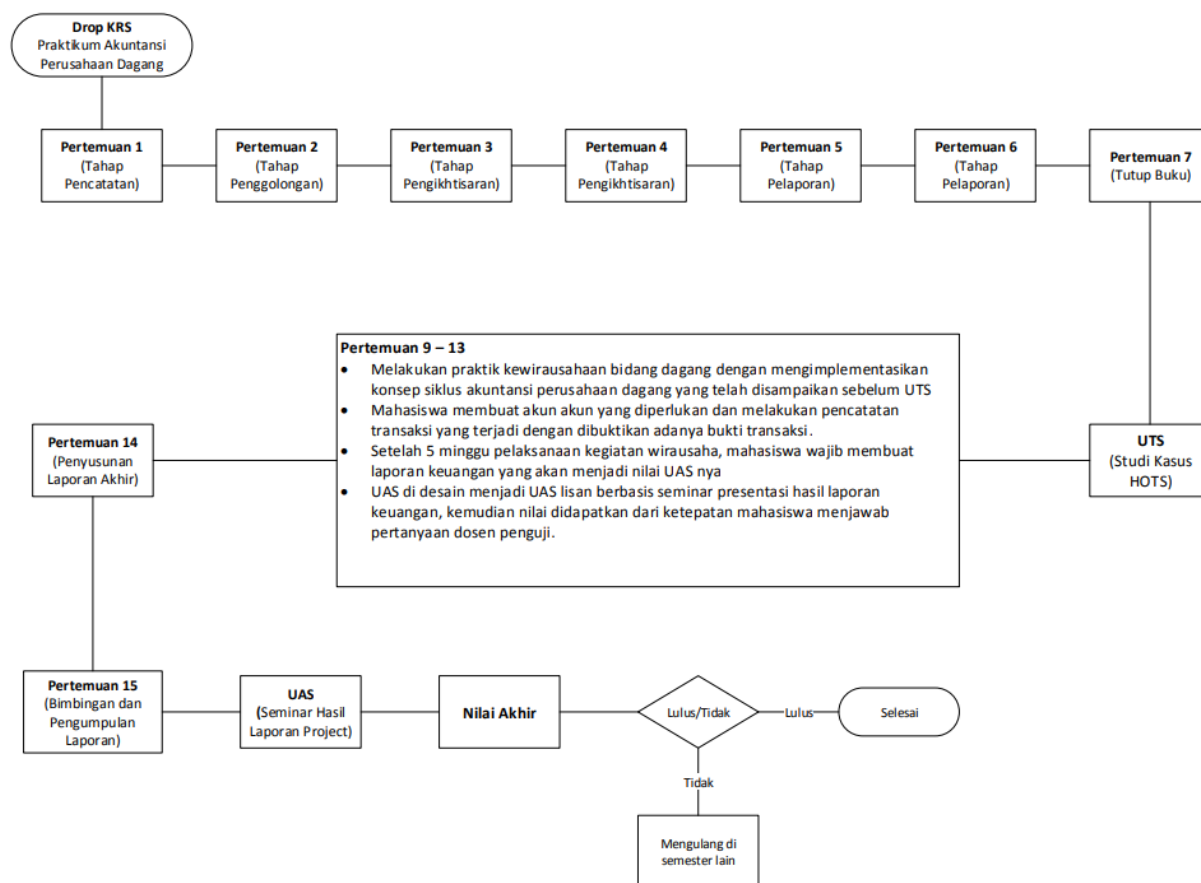 Drop KRS
Praktikum Akuntansi
Perusahaan Dagang
Pertemuan 1
(Tahap
Pencatatan)
Pertemuan 2
(Tahap
Penggolongan)
Pertemuan 3
(Tahap
Pengikhtisaran)
Pertemuan 4
(Tahap
Pengikhtisaran)
Pertemuan 5
(Tahap
Pelaporan)
Pertemuan 6
(Tahap
Pelaporan)
Pertemuan 7
(Tutup Buku)
UTS
(Studi Kasus
HOTS)
Pertemuan 9 – 13
• Melakukan praktik kewirausahaan bidang dagang dengan mengimplementasikan
konsep siklus akuntansi perusahaan dagang yang telah disampaikan sebelum UTS
• Mahasiswa membuat akun akun yang diperlukan dan melakukan pencatatan
transaksi yang terjadi dengan dibuktikan adanya bukti transaksi.
• Setelah 5 minggu pelaksanaan kegiatan wirausaha, mahasiswa wajib membuat
laporan keuangan yang akan menjadi nilai UAS nya
• UAS di desain menjadi UAS lisan berbasis seminar presentasi hasil laporan
keuangan, kemudian nilai didapatkan dari ketepatan mahasiswa menjawab
pertanyaan dosen penguji.
Pertemuan 14
(Penyusunan
Laporan Akhir)
Pertemuan 15
(Bimbingan dan
Pengumpulan
Laporan)
UAS
(Seminar Hasil
Laporan Project)
Nilai Akhir
Lulus/Tidak
Lulus
Selesai
Tidak
Mengulang di
semester lain